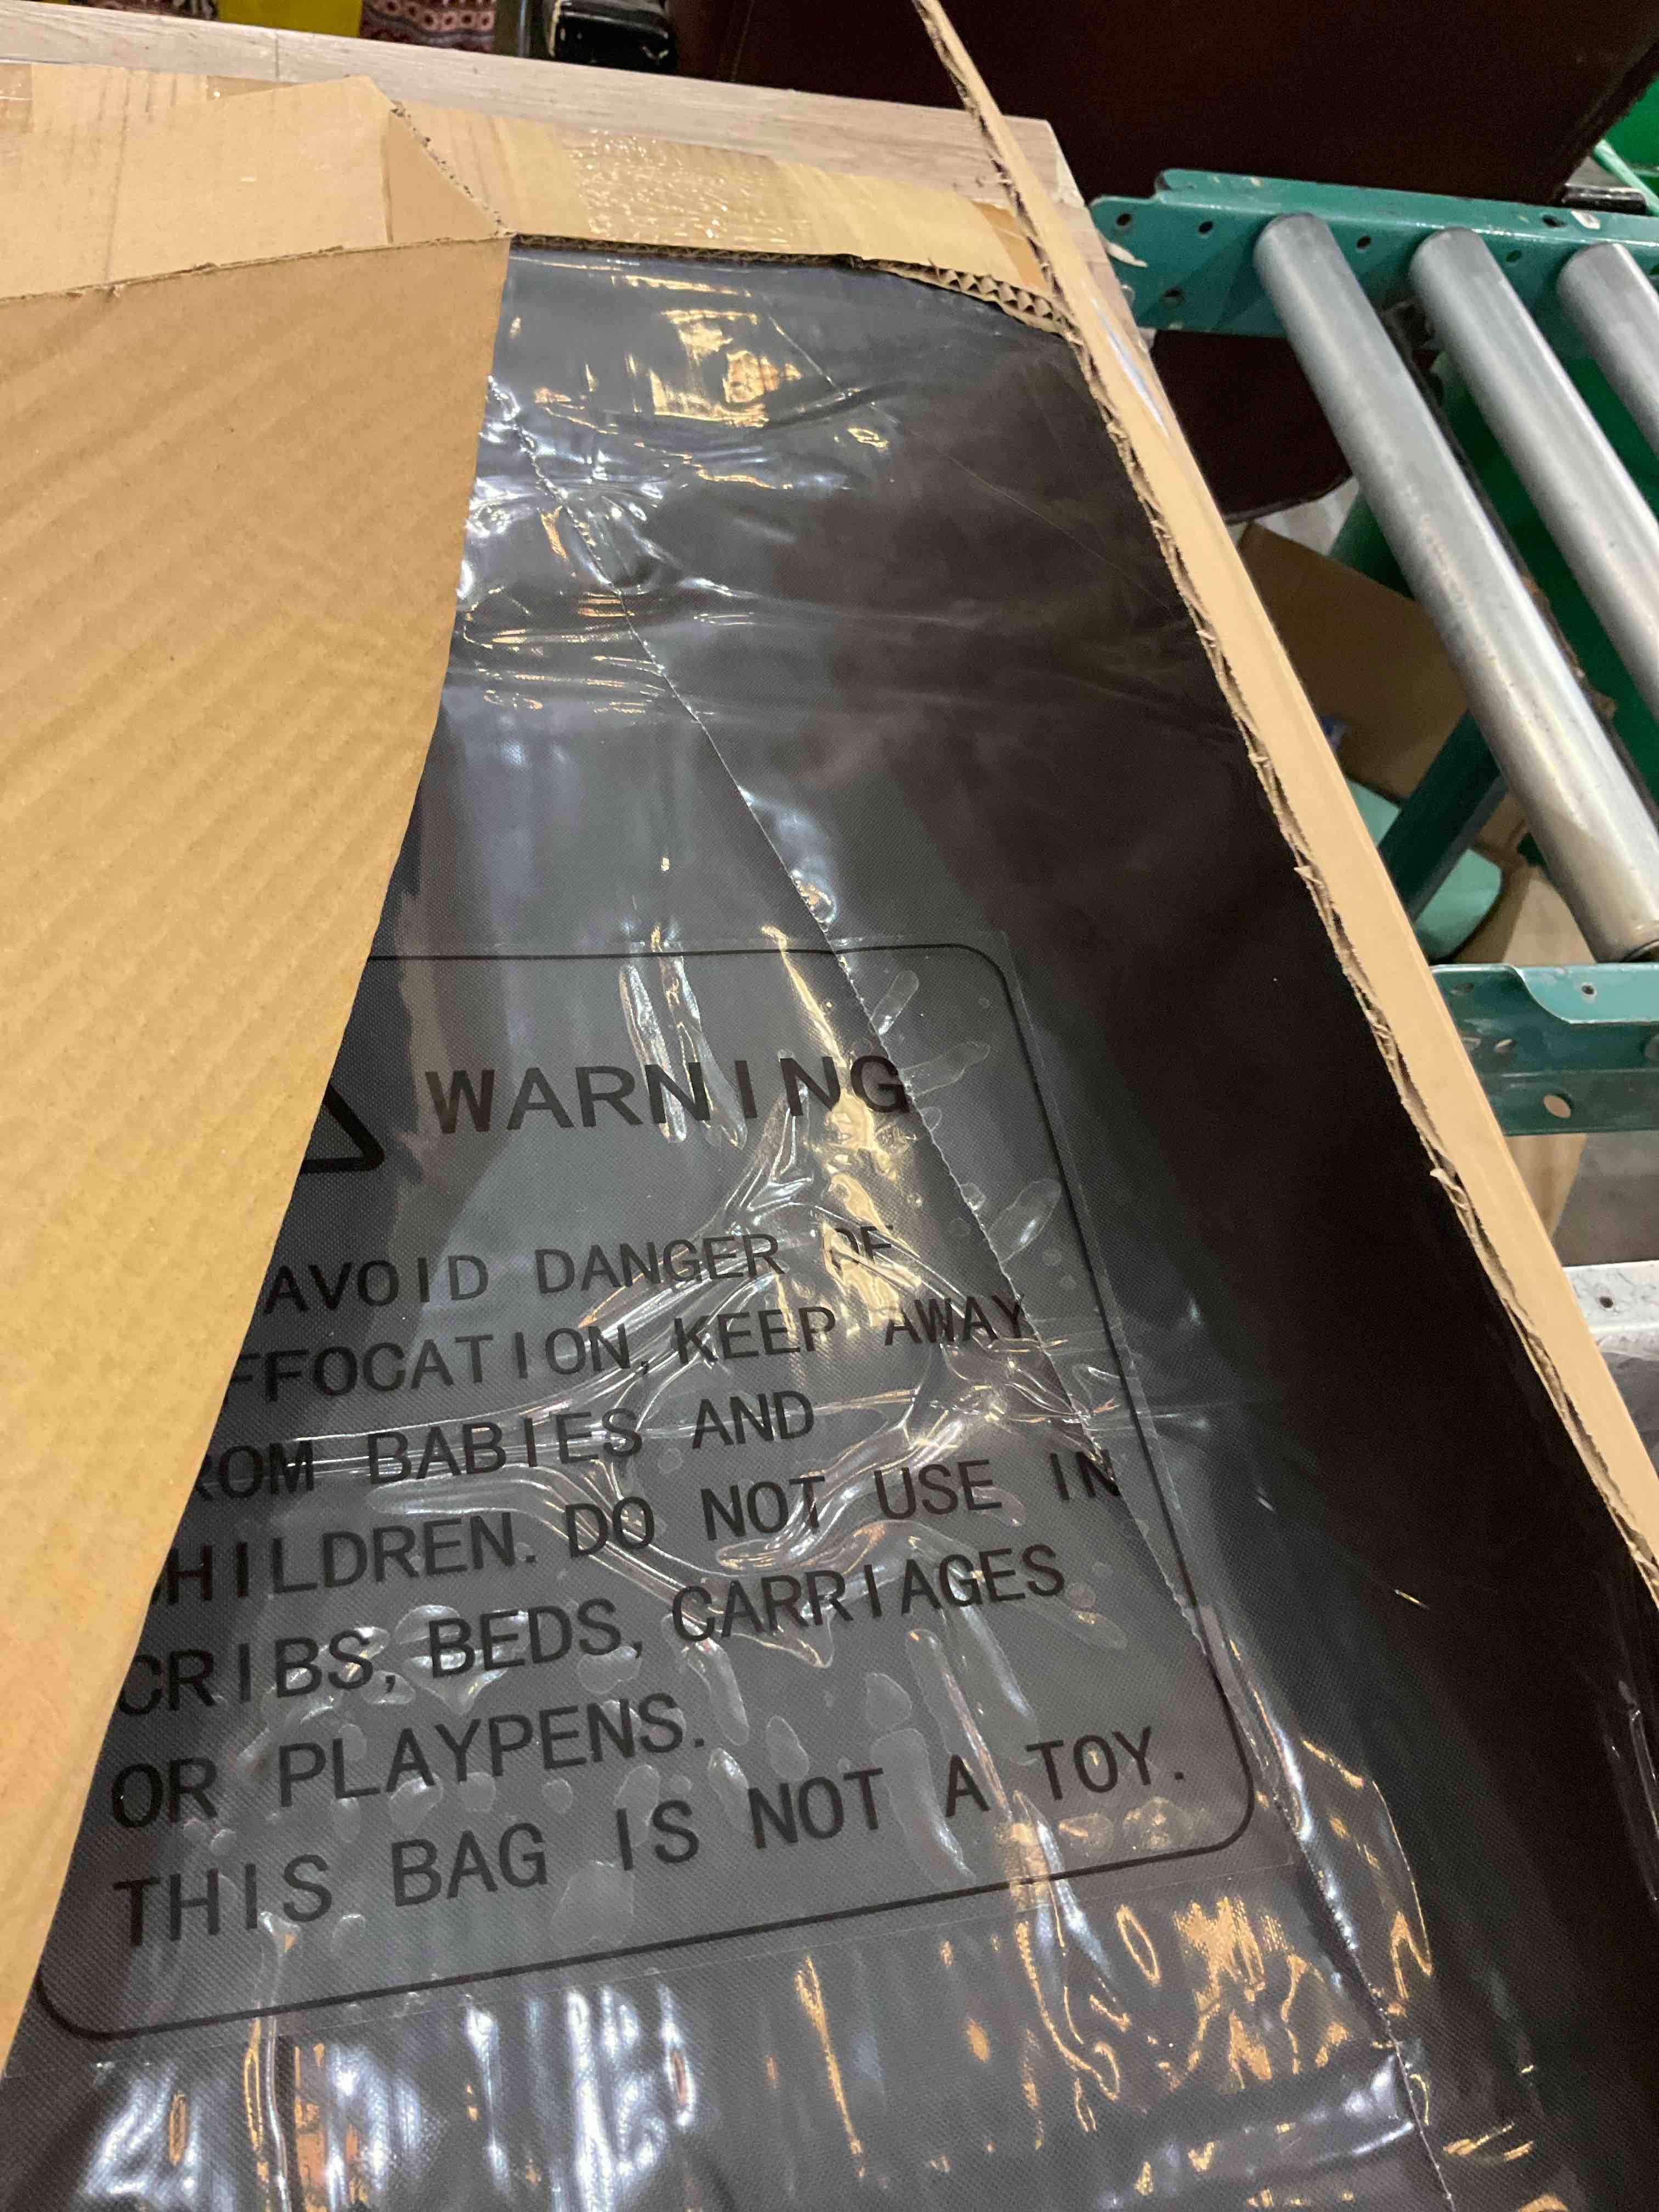 WARNING
AVOID DANGER OF
FFOCATION, KEEP AWAY
ROM BABIES AND
HILDREN. DO NOT USE IN
CRIBS, BEDS, CARRIAGES
OR PLAYPENS.
THIS BAG IS NOT A TOY.